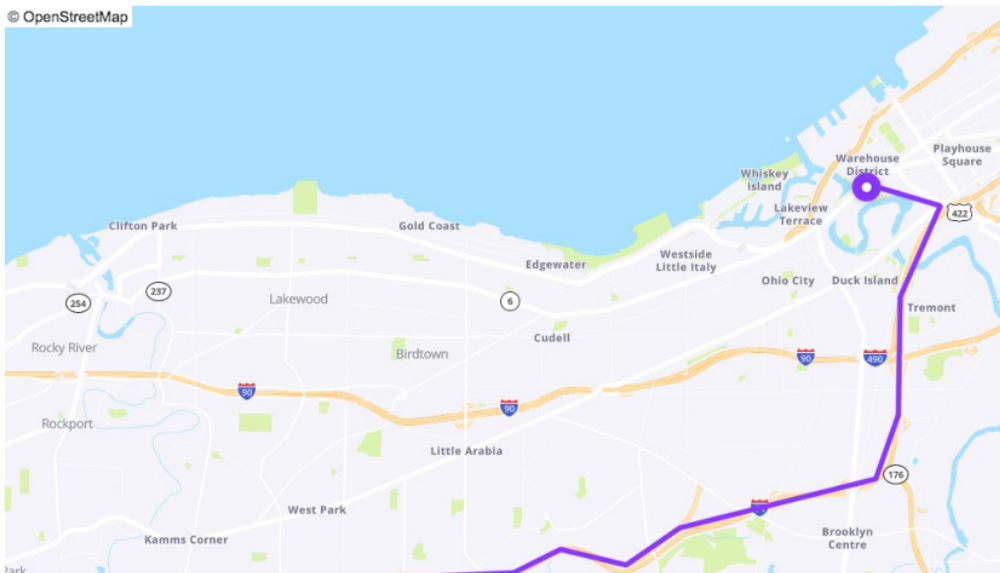 © OpenStreetMap
Playhouse
Square
Warehouse
District
Whiskey
Island
Lakeview
Terrace
422
Clifton Park
Gold Coast
Westside
Little Italy
Edgewater
Ohio City
Duck Island
237
254
Lakewood
6
Tremont
Cudell
Rocky River
Birdtown
90
490
90
90
Rockport
Little Arabia
176
West Park
Brooklyn
Centre
Kamms Corner
Park